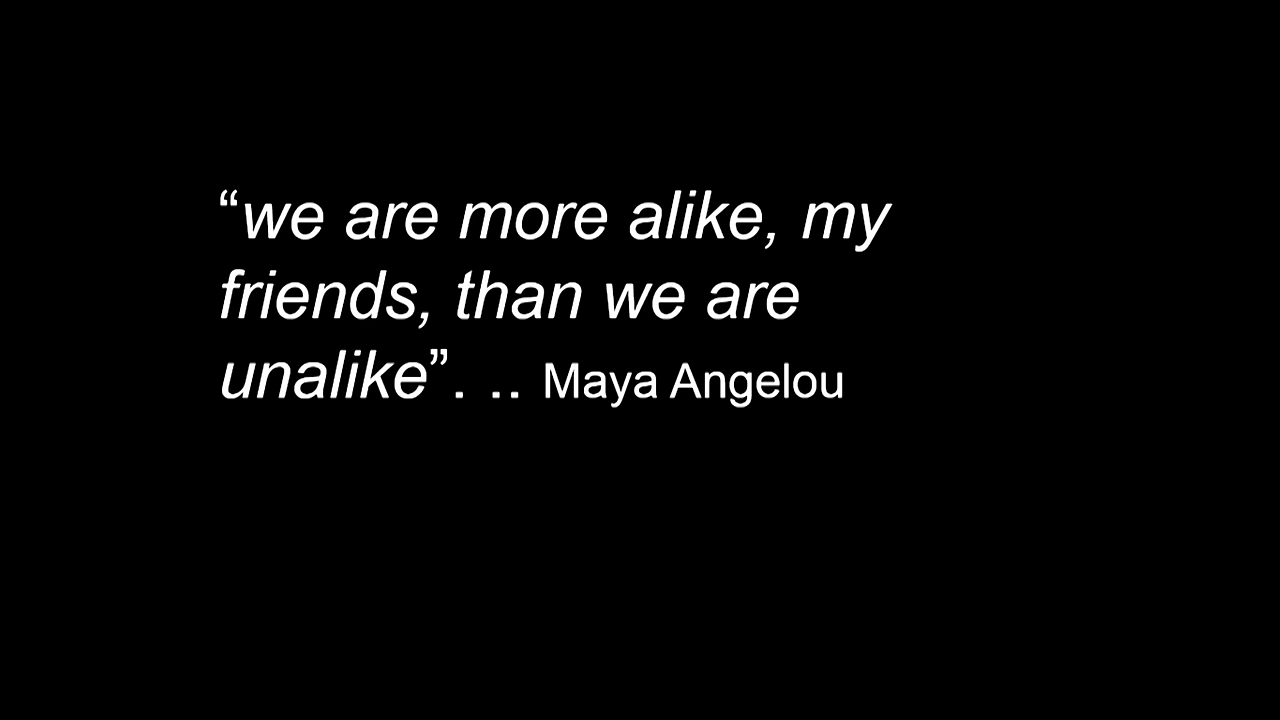 “we are more alike, my
friends, than we are
unalike”. .. Maya Angelou